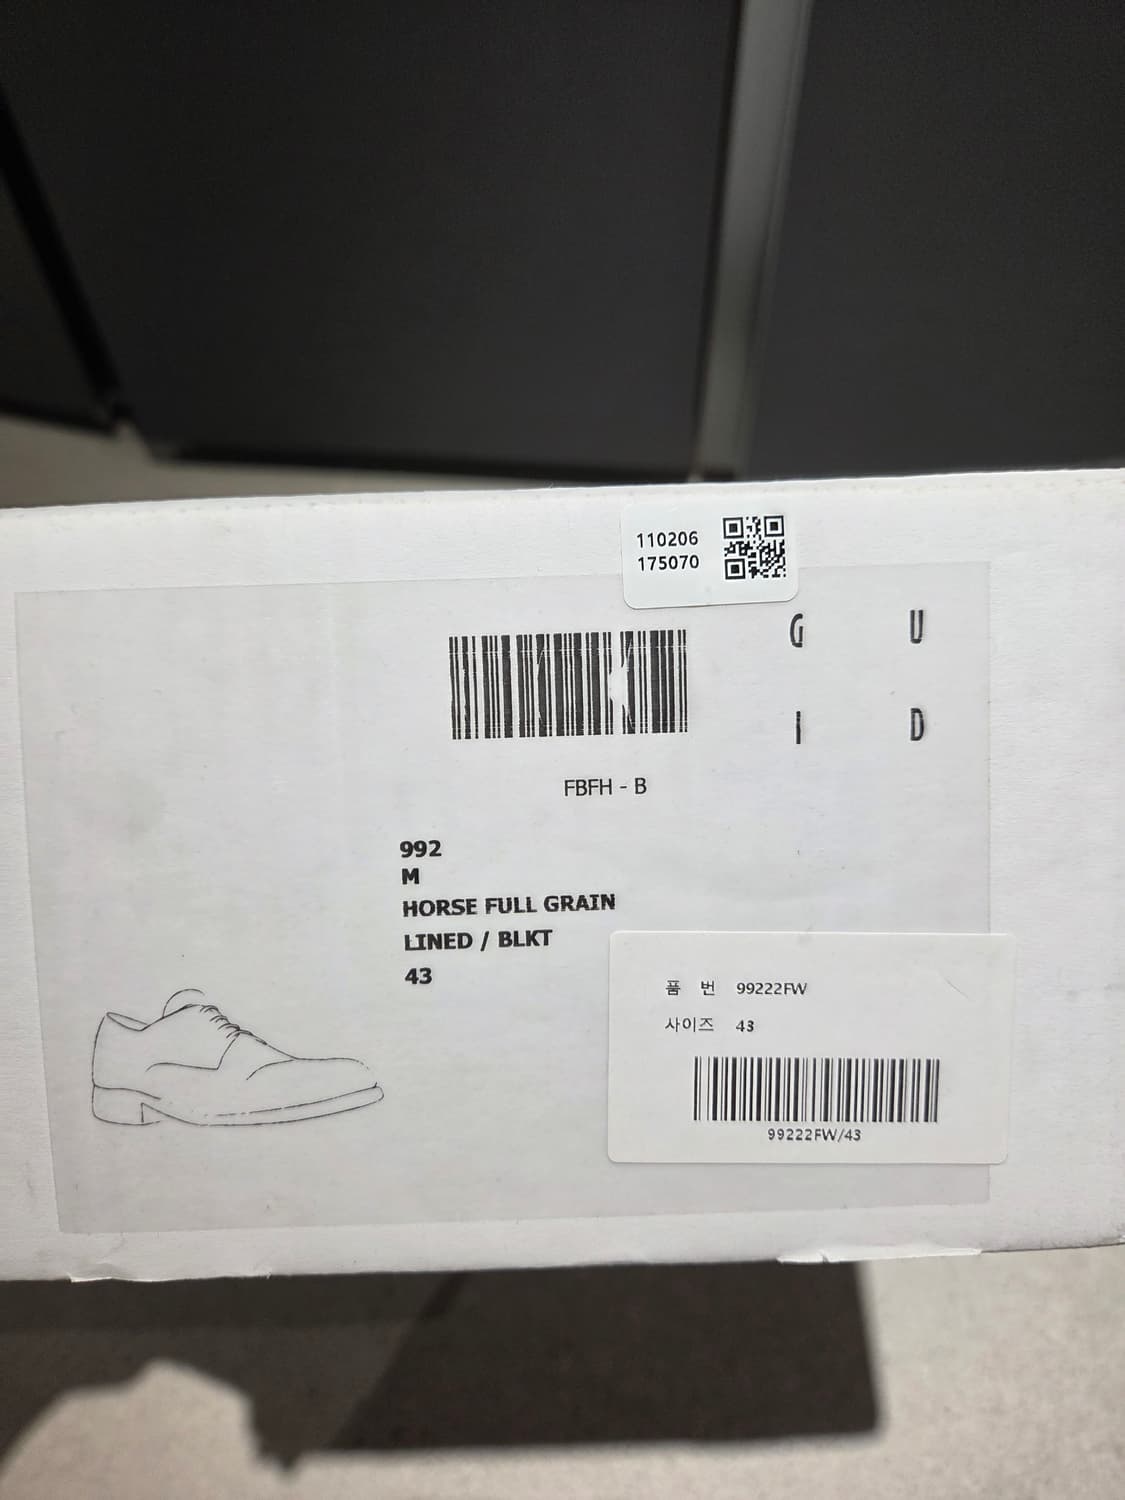 110206
175070
G U
I D
FBFH - B
992
M
HORSE FULL GRAIN
LINED / BLKT
43
품 번 99222FW
사이즈 43
99222FW/43